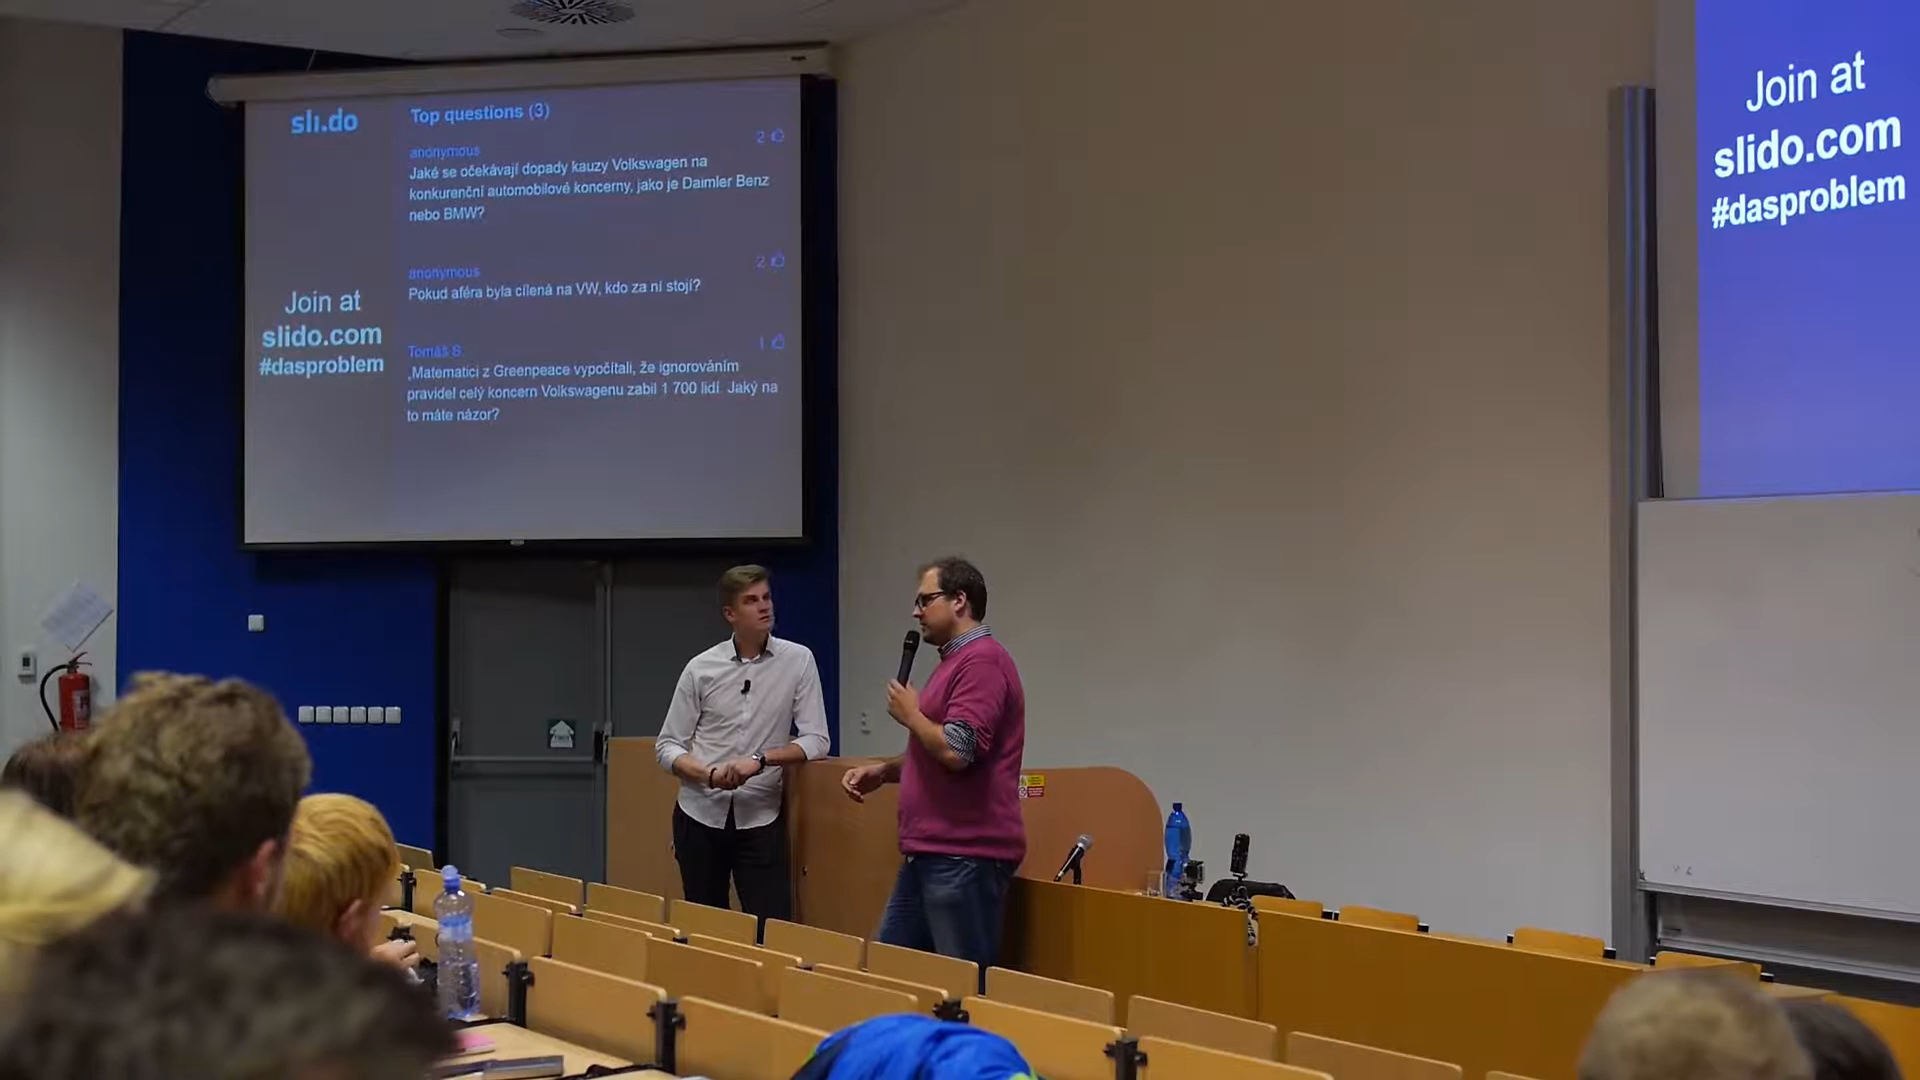 sli.do
Top questions (3)
2
anonymous
Jaké se očekávají dopady kauzy Volkswagen na
konkurenční automobilové koncerny, jako je Daimler Benz
nebo BMW?
2
anonymous
Pokud aféra byla cílená na VW, kdo za ní stojí?
1
Tomáš S.
„Matematici z Greenpeace vypočítali, že ignorováním
pravidel celý koncern Volkswagenu zabil 1 700 lidí. Jaký na
to máte názor?
Join at
slido.com
#dasproblem
Join at
slido.com
#dasproblem